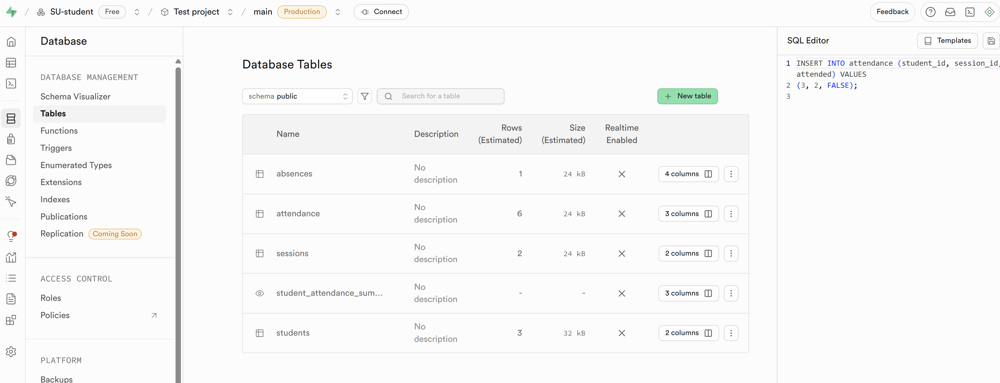 SU-student Free Test project main Production Connect Feedback
Database
DATABASE MANAGEMENT
Schema Visualizer
Tables
Functions
Triggers
Enumerated Types
Extensions
Indexes
Publications
Replication Coming Soon
ACCESS CONTROL
Roles
Policies
PLATFORM
Backups
Database Tables
schema public Search for a table New table
Name Description Rows (Estimated) Size (Estimated) Realtime Enabled
absences No description 1 24 kB 4 columns
attendance No description 6 24 kB 3 columns
sessions No description 2 24 kB 2 columns
student_attendance_sum... No description - - 3 columns
students No description 3 32 kB 2 columns
SQL Editor Templates
1 INSERT INTO attendance (student_id, session_id,
attended) VALUES
2 (3, 2, FALSE);
3